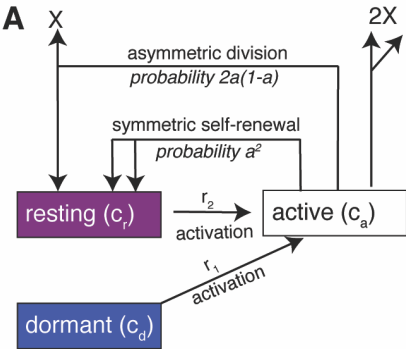 A
X
2X
asymmetric division
probability 2a(1-a)
symmetric self-renewal
probability a²
resting (cᵣ)
r₂
activation
active (cₐ)
r₁
activation
dormant (c_d)